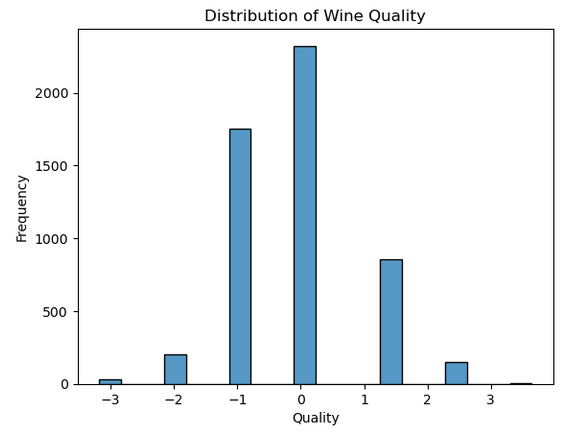 Distribution of Wine Quality
2000
1500
1000
500
0
Frequency
−3 −2 −1 0 1 2 3
Quality